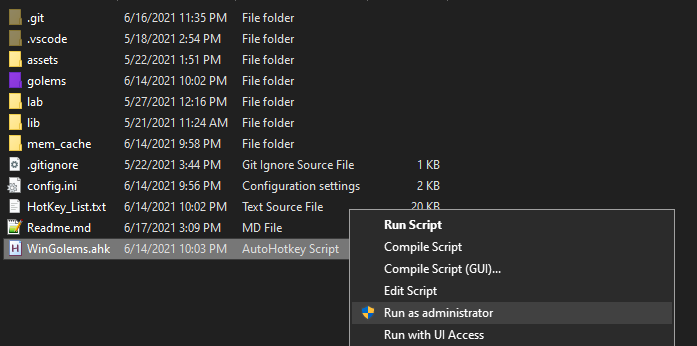 .git 6/16/2021 11:35 PM File folder
.vscode 5/18/2021 2:54 PM File folder
assets 5/22/2021 1:51 PM File folder
golems 6/14/2021 10:02 PM File folder
lab 5/27/2021 12:16 PM File folder
lib 5/21/2021 11:24 AM File folder
mem_cache 6/14/2021 9:58 PM File folder
.gitignore 5/22/2021 3:44 PM Git Ignore Source File 1 KB
config.ini 6/14/2021 9:56 PM Configuration settings 2 KB
HotKey_List.txt 6/14/2021 10:02 PM Text Source File 20 KB
Readme.md 6/17/2021 3:09 PM MD File
WinGolems.ahk 6/14/2021 10:03 PM AutoHotkey Script
Run Script
Compile Script
Compile Script (GUI)...
Edit Script
Run as administrator
Run with UI Access